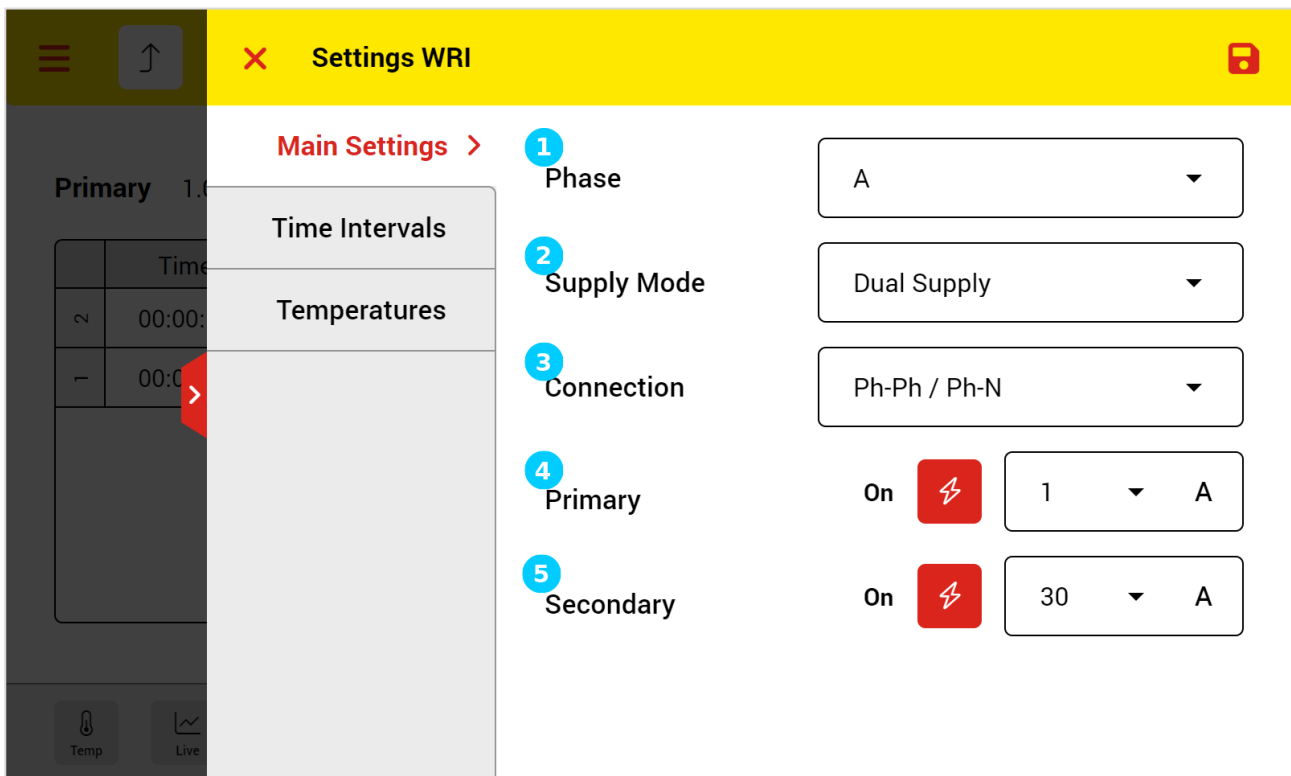 Settings WRI
Main Settings
Time Intervals
Temperatures
Primary 1.
Time
2 00:00:
1 00:0
Temp
Live
1
Phase
A
2
Supply Mode
Dual Supply
3
Connection
Ph-Ph / Ph-N
4
Primary
On
1
A
5
Secondary
On
30
A